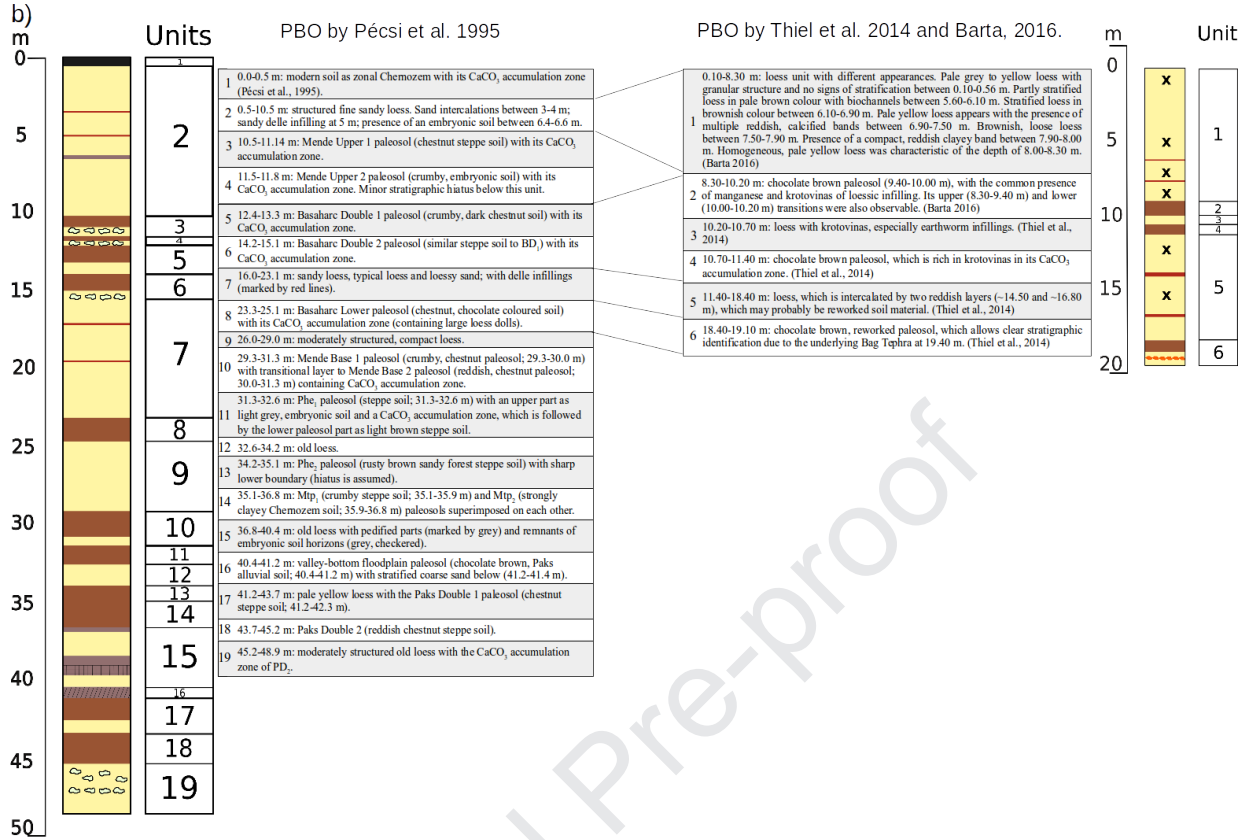 b)
m
Units
PBO by Pécsi et al. 1995
PBO by Thiel et al. 2014 and Barta, 2016.
m
Unit
0
5
10
15
20
25
30
35
40
45
50
1
2
3
4
5
6
7
8
9
10
11
12
13
14
15
16
17
18
19
1 0.0-0.5 m: modern soil as zonal Chemozem with its CaCO3 accumulation zone
(Pécsi et al., 1995).
2 0.5-10.5 m: structured fine sandy loess. Sand intercalations between 3-4 m;
sandy delle infilling at 5 m; presence of an embryonic soil between 6.4-6.6 m.
3 10.5-11.14 m: Mende Upper 1 paleosol (chestnut steppe soil) with its CaCO3
accumulation zone.
4 11.5-11.8 m: Mende Upper 2 paleosol (crumby, embryonic soil) with its
CaCO3 accumulation zone. Minor stratigraphic hiatus below this unit.
5 12.4-13.3 m: Basaharc Double 1 paleosol (crumby, dark chestnut soil) with its
CaCO3 accumulation zone.
6 14.2-15.1 m: Basaharc Double 2 paleosol (similar steppe soil to BD1) with its
CaCO3 accumulation zone.
7 16.0-23.1 m: sandy loess, typical loess and loessy sand; with delle infillings
(marked by red lines).
8 23.3-25.1 m: Basaharc Lower paleosol (chestnut, chocolate coloured soil)
with its CaCO3 accumulation zone (containing large loess dolls).
9 26.0-29.0 m: moderately structured, compact loess.
10 29.3-31.3 m: Mende Base 1 paleosol (crumby, chestnut paleosol; 29.3-30.0 m)
with transitional layer to Mende Base 2 paleosol (reddish, chestnut paleosol;
30.0-31.3 m) containing CaCO3 accumulation zone.
11 31.3-32.6 m: Phe1 paleosol (steppe soil; 31.3-32.6 m) with an upper part as
light grey, embryonic soil and a CaCO3 accumulation zone, which is followed
by the lower paleosol part as light brown steppe soil.
12 32.6-34.2 m: old loess.
13 34.2-35.1 m: Phe2 paleosol (rusty brown sandy forest steppe soil) with sharp
lower boundary (hiatus is assumed).
14 35.1-36.8 m: Mtp1 (crumby steppe soil; 35.1-35.9 m) and Mtp2 (strongly
clayey Chemozem soil; 35.9-36.8 m) paleosols superimposed on each other.
15 36.8-40.4 m: old loess with pedified parts (marked by grey) and remnants of
embryonic soil horizons (grey, checkered).
16 40.4-41.2 m: valley-bottom floodplain paleosol (chocolate brown, Paks
alluvial soil; 40.4-41.2 m) with stratified coarse sand below (41.2-41.4 m).
17 41.2-43.7 m: pale yellow loess with the Paks Double 1 paleosol (chestnut
steppe soil; 41.2-42.3 m).
18 43.7-45.2 m: Paks Double 2 (reddish chestnut steppe soil).
19 45.2-48.9 m: moderately structured old loess with the CaCO3 accumulation
zone of PD2.
0.10-8.30 m: loess unit with different appearances. Pale grey to yellow loess with
granular structure and no signs of stratification between 0.10-0.56 m. Partly stratified
loess in pale brown colour with biochannels between 5.60-6.10 m. Stratified loess in
brownish colour between 6.10-6.90 m. Pale yellow loess appears with the presence of
1 multiple reddish, calcified bands between 6.90-7.50 m. Brownish, loose loess
between 7.50-7.90 m. Presence of a compact, reddish clayey band between 7.90-8.00
m. Homogeneous, pale yellow loess was characteristic of the depth of 8.00-8.30 m.
(Barta 2016)
8.30-10.20 m: chocolate brown paleosol (9.40-10.00 m), with the common presence
2 of manganese and krotovinas of loessic infilling. Its upper (8.30-9.40 m) and lower
(10.00-10.20 m) transitions were also observable. (Barta 2016)
3 10.20-10.70 m: loess with krotovinas, especially earthworm infillings. (Thiel et al.,
2014)
4 10.70-11.40 m: chocolate brown paleosol, which is rich in krotovinas in its CaCO3
accumulation zone. (Thiel et al., 2014)
5 11.40-18.40 m: loess, which is intercalated by two reddish layers (~14.50 and ~16.80
m), which may probably be reworked soil material. (Thiel et al., 2014)
6 18.40-19.10 m: chocolate brown, reworked paleosol, which allows clear stratigraphic
identification due to the underlying Bag Tephra at 19.40 m. (Thiel et al., 2014)
0
5
10
15
20
x
x
x
x
x
x
1
2
3
4
5
6
l Pre-proof